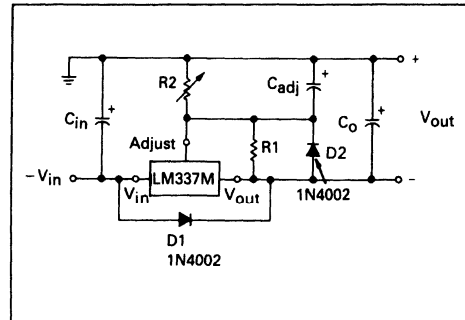 +
R2
Cadj
+
+
Cin
+
Co
Vout
Adjust
R1
D2
−Vin
Vin
LM337M
Vout
−
1N4002
D1
1N4002